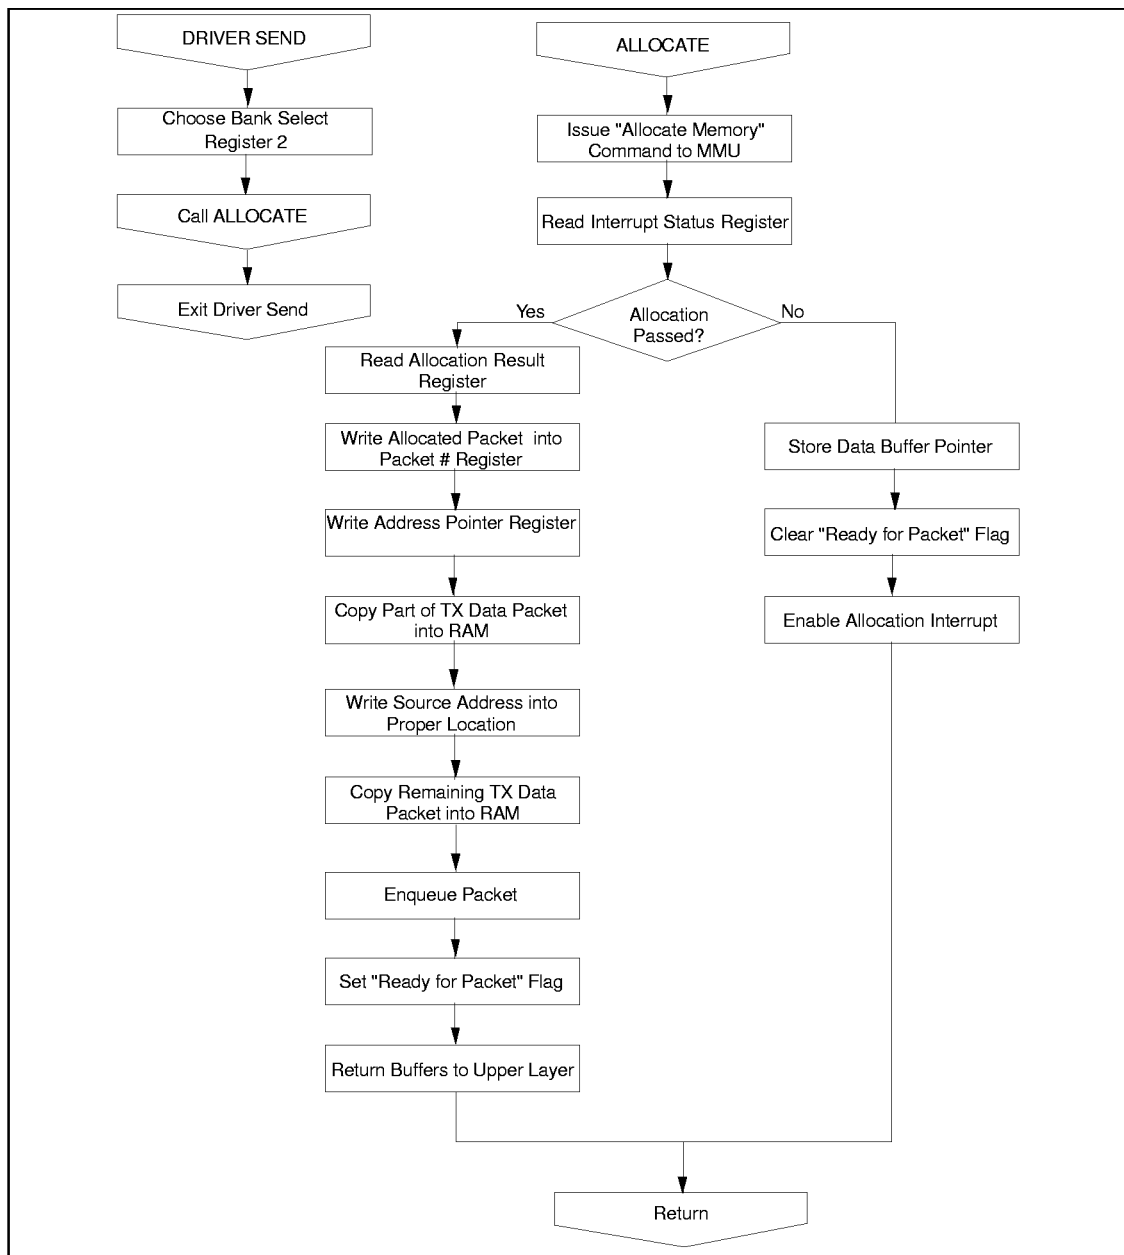 DRIVER SEND
Choose Bank Select
Register 2
Call ALLOCATE
Exit Driver Send
ALLOCATE
Issue "Allocate Memory"
Command to MMU
Read Interrupt Status Register
Allocation
Passed?
Yes
No
Read Allocation Result
Register
Write Allocated Packet into
Packet # Register
Write Address Pointer Register
Copy Part of TX Data Packet
into RAM
Write Source Address into
Proper Location
Copy Remaining TX Data
Packet into RAM
Enqueue Packet
Set "Ready for Packet" Flag
Return Buffers to Upper Layer
Store Data Buffer Pointer
Clear "Ready for Packet" Flag
Enable Allocation Interrupt
Return